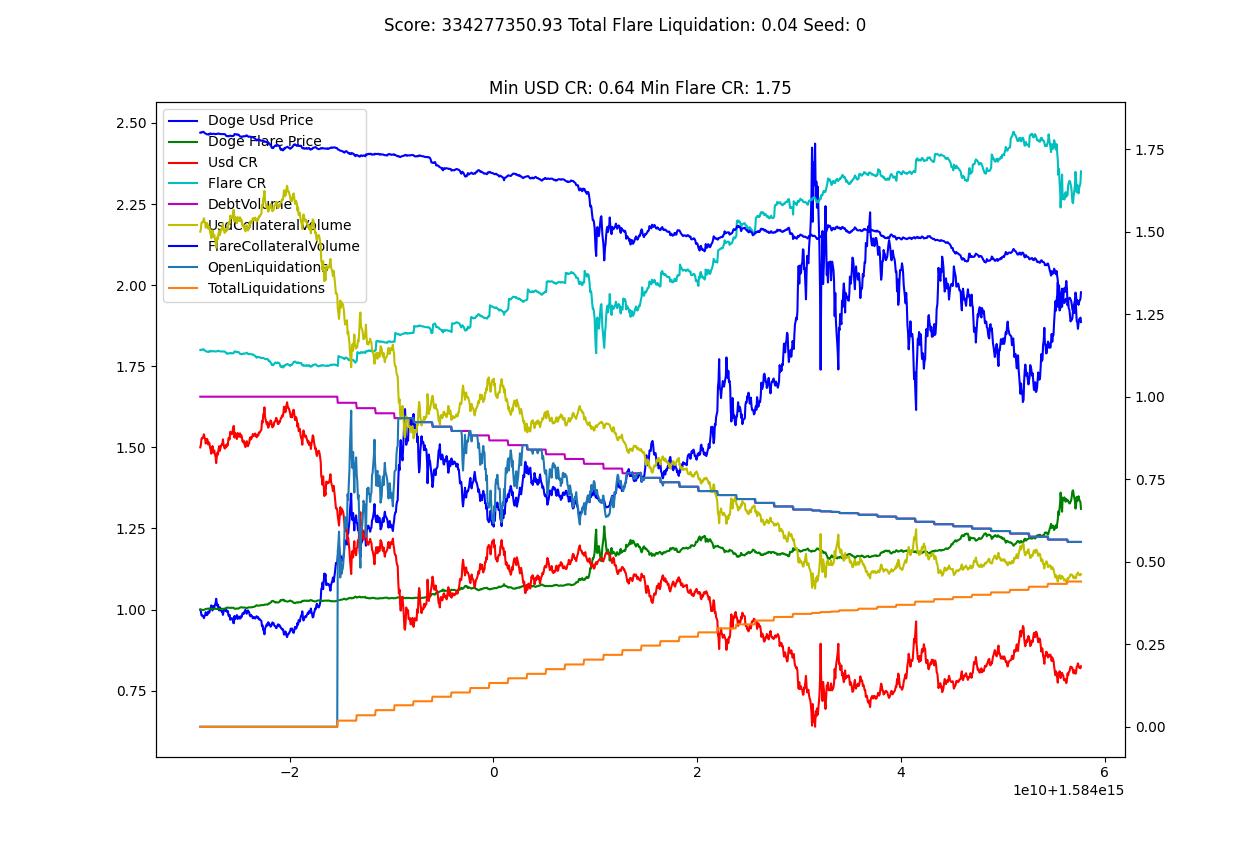 Score: 334277350.93 Total Flare Liquidation: 0.04 Seed: 0
Min USD CR: 0.64 Min Flare CR: 1.75
Doge Usd Price
Doge Flare Price
Usd CR
Flare CR
DebtVolume
UsdCollateralVolume
FlareCollateralVolume
OpenLiquidations
TotalLiquidations
2.50
2.25
2.00
1.75
1.50
1.25
1.00
0.75
1.75
1.50
1.25
1.00
0.75
0.50
0.25
0.00
−2
0
2
4
6
1e10+1.584e15